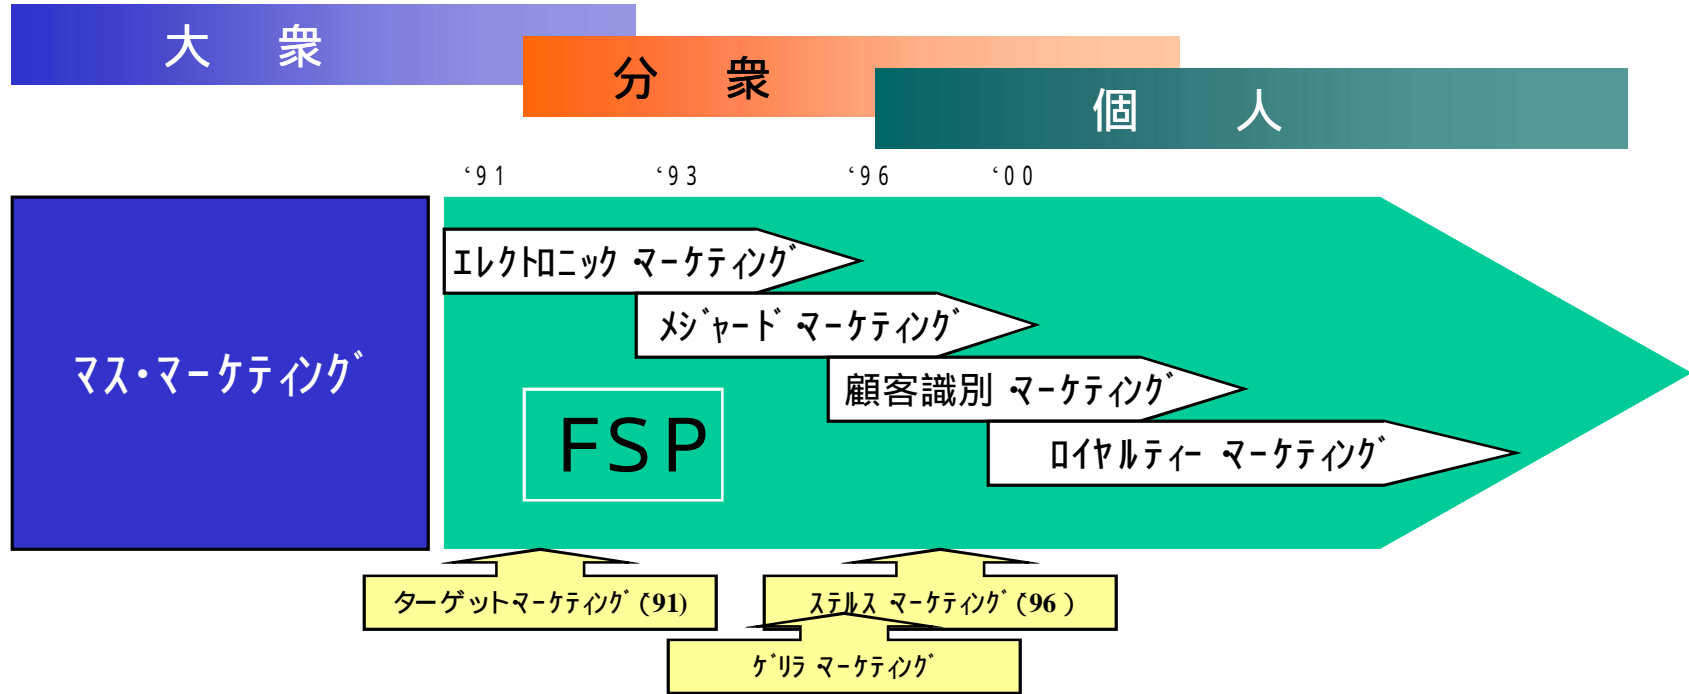 大　衆
分　衆
個　人
‘91 ‘93 ‘96 ‘00
エレクトロニック・マーケティング
メジャード・マーケティング
マス・マーケティング
顧客識別・マーケティング
FSP
ロイヤルティー・マーケティング
ターゲット・マーケティング(‘91)
ステルス・マーケティング(‘96)
ゲリラ・マーケティング